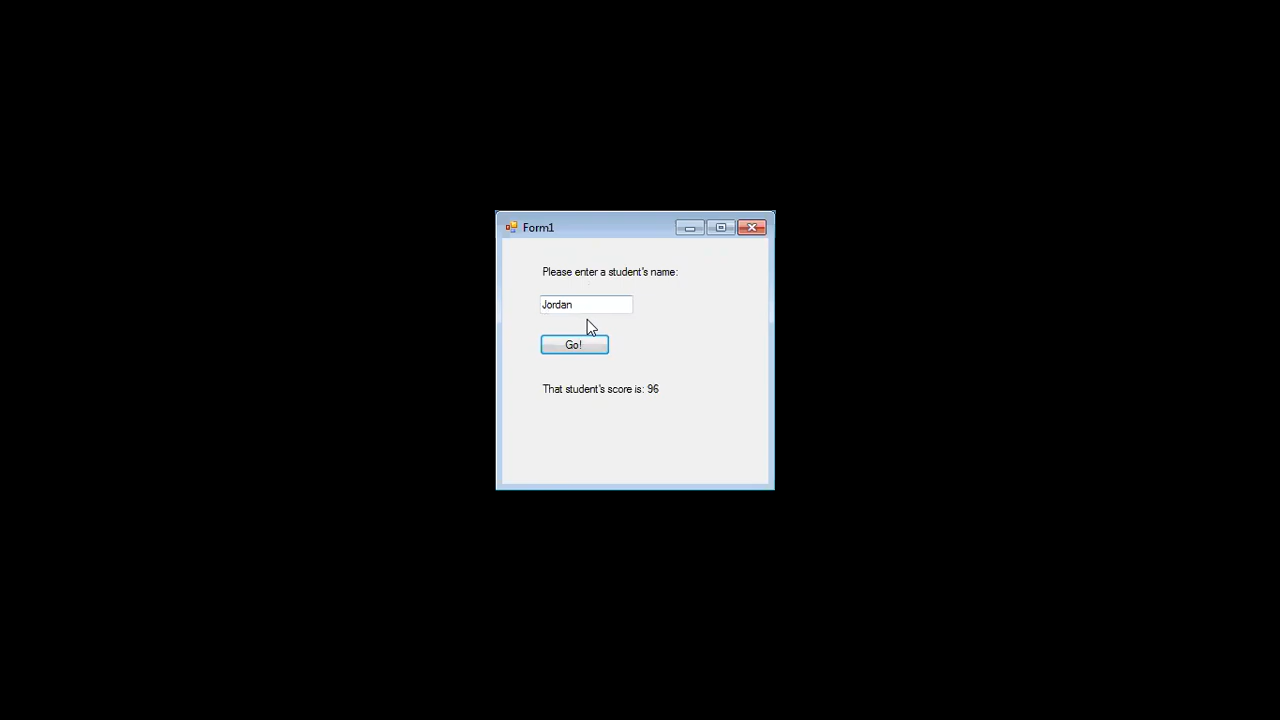 Form1
Please enter a student's name:
Jordan
Go!
That student's score is: 96